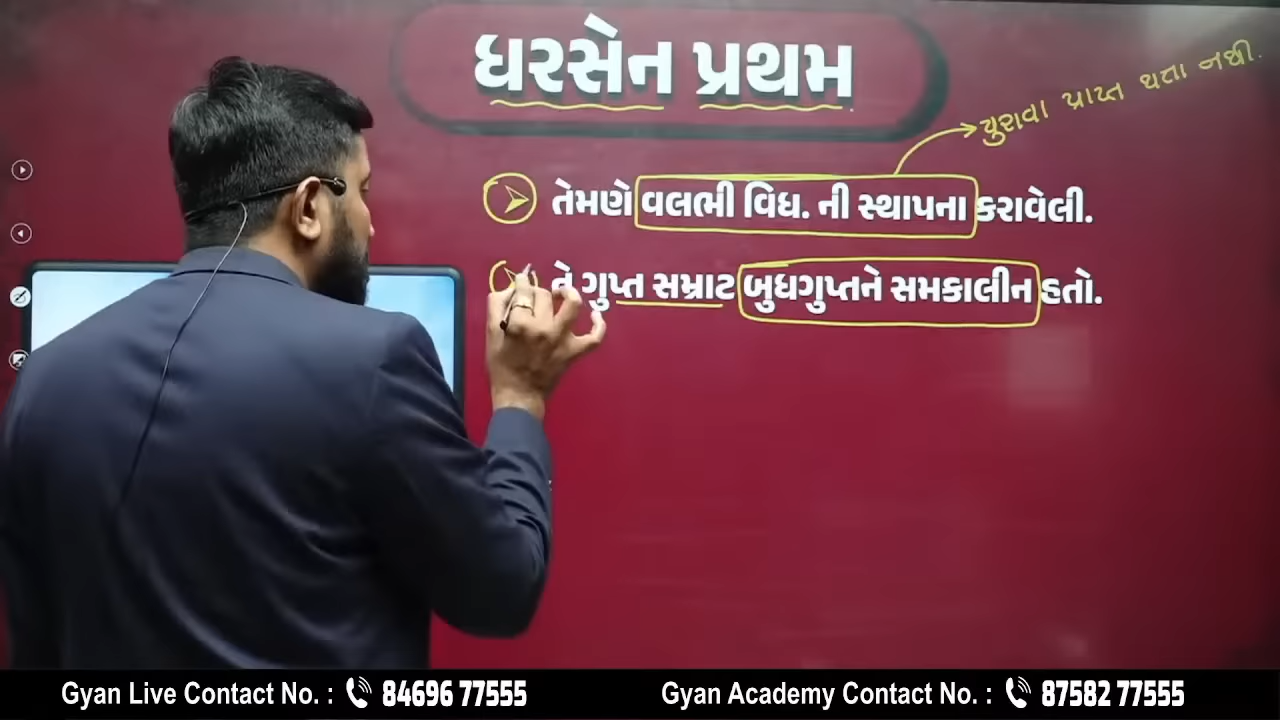 ધરસેન પ્રથમ
પુરાવા પ્રાપ્ત થતા નથી.
તેમણે વલભી વિધ. ની સ્થાપના કરાવેલી.
તે ગુપ્ત સમ્રાટ બુધગુપ્તને સમકાલીન હતો.
Gyan Live Contact No. : 84696 77555
Gyan Academy Contact No. : 87582 77555